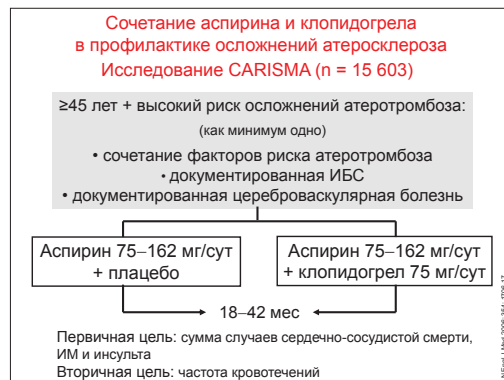 Сочетание аспирина и клопидогрела
в профилактике осложнений атеросклероза
Исследование CARISMA (n = 15 603)
≥45 лет + высокий риск осложнений атеротромбоза:
(как минимум одно)
• сочетание факторов риска атеротромбоза
• документированная ИБС
• документированная цереброваскулярная болезнь
Аспирин 75–162 мг/сут
+ плацебо
Аспирин 75–162 мг/сут
+ клопидогрел 75 мг/сут
18–42 мес
Первичная цель: сумма случаев сердечно-сосудистой смерти,
ИМ и инсульта
Вторичная цель: частота кровотечений